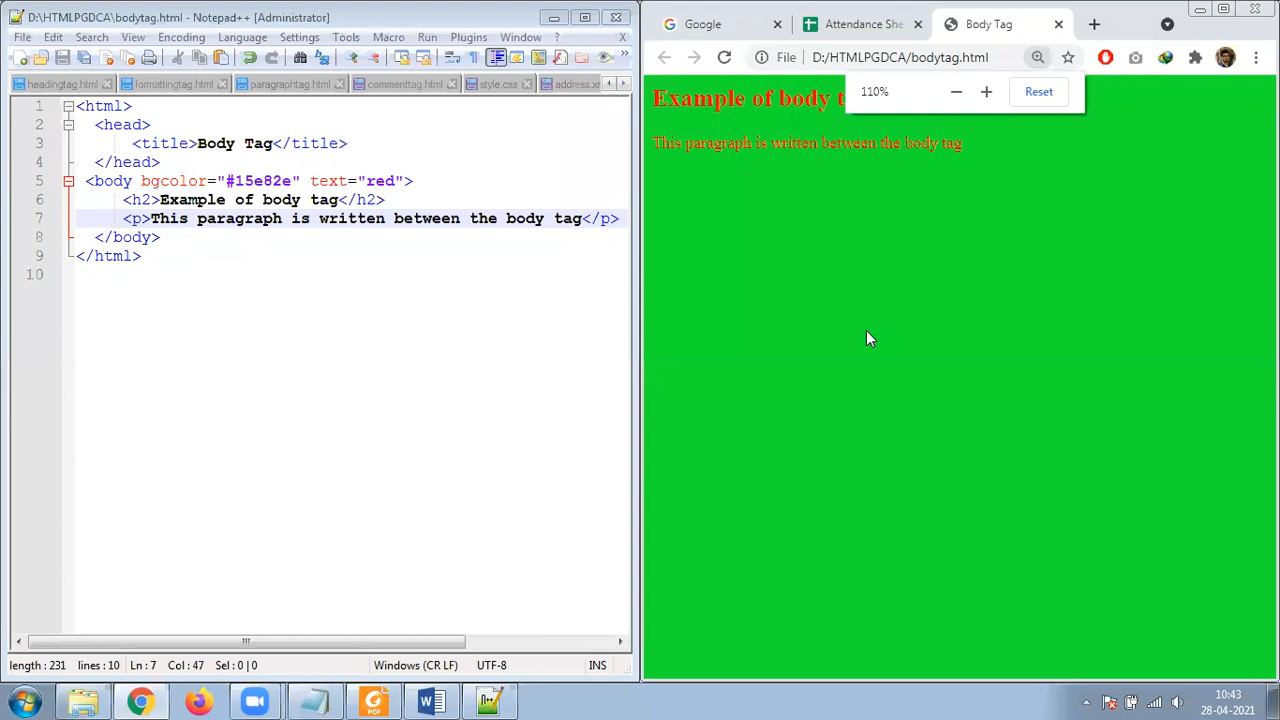 D:\HTMLPGDCA\bodytag.html - Notepad++ [Administrator]
File Edit Search View Encoding Language Settings Tools Macro Run Plugins Window ? X
headingtag.html formattingtag.html paragraphtag.html commenttag.html style.css address.
1 <html>
2 <head>
3 <title>Body Tag</title>
4 </head>
5 <body bgcolor="#15e82e" text="red">
6 <h2>Example of body tag</h2>
7 <p>This paragraph is written between the body tag</p>
8 </body>
9 </html>
10
length : 231 lines : 10 Ln : 7 Col : 47 Sel : 0 | 0 Windows (CR LF) UTF-8 INS
Google Attendance She Body Tag
File D:/HTMLPGDCA/bodytag.html
110% Reset
Example of body t
This paragraph is written between the body tag
PDF W
10:43
28-04-2021